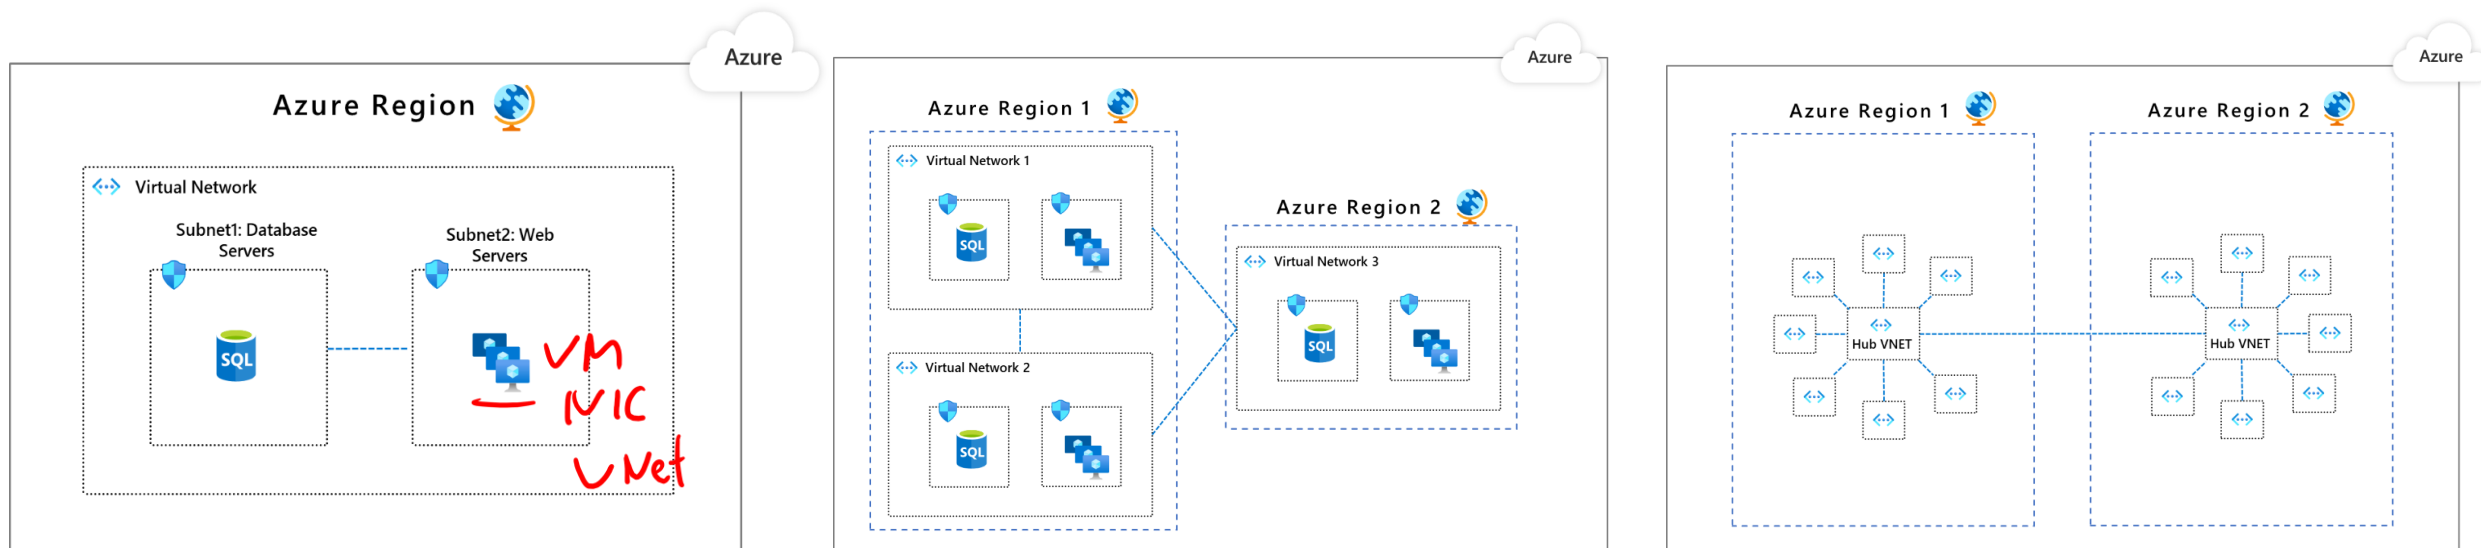 Azure
Azure Region
Virtual Network
Subnet1: Database
Servers
Subnet2: Web
Servers
SQL
VM
NIC
VNet
Azure
Azure Region 1
Virtual Network 1
SQL
Virtual Network 2
SQL
Azure Region 2
Virtual Network 3
SQL
Azure
Azure Region 1
Hub VNET
Azure Region 2
Hub VNET